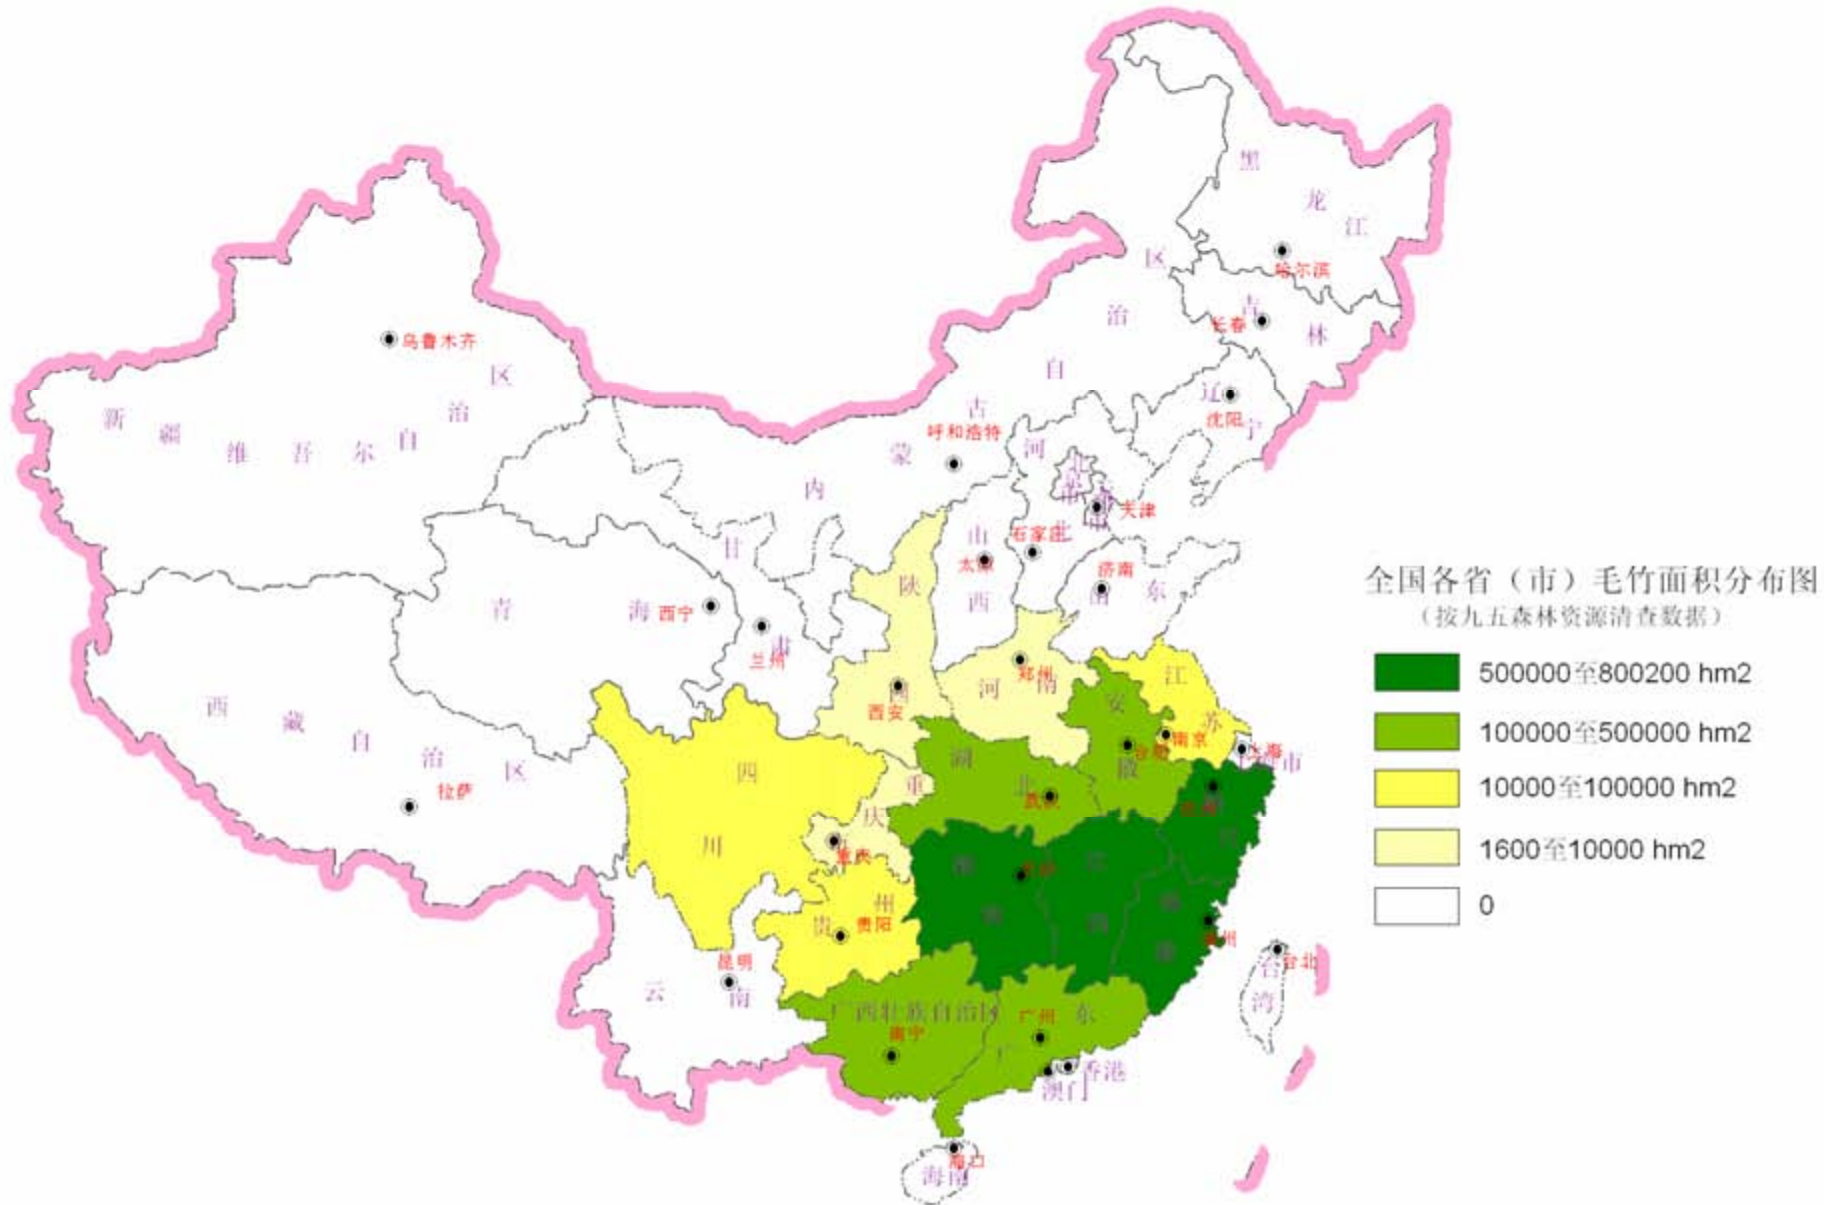 黑龙江
哈尔滨
吉林
长春
辽宁
沈阳
内蒙古自治区
呼和浩特
新疆维吾尔自治区
乌鲁木齐
河北
石家庄
北京市
天津
山西
太原
山东
济南
陕西
西安
甘肃
兰州
青海
西宁
西藏自治区
拉萨
河南
郑州
江苏
南京
安徽
合肥
上海
市
湖北
武汉
四川
重庆市
重庆
贵州
贵阳
云南
昆明
广西壮族自治区
南宁
广东
广州
香港
澳门
海南
海口
台湾
台北
全国各省（市）毛竹面积分布图
（按九五森林资源清查数据）
500000至800200 hm2
100000至500000 hm2
10000至100000 hm2
1600至10000 hm2
0